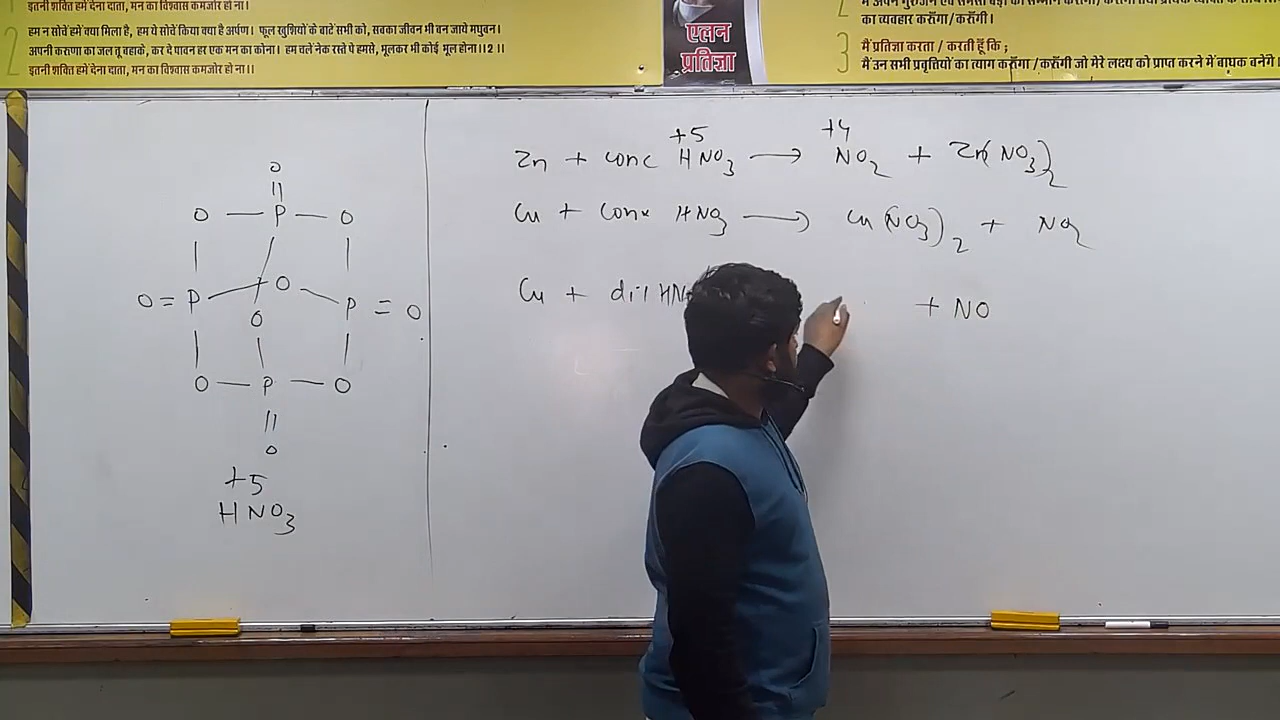 इतनी शक्ति हमें देना दाता, मन का विश्वास कमजोर हो ना।
2 हम न सोचें हमें क्या मिला है, हम ये सोचें किया क्या है अर्पण। फूल खुशियों के बाटें सभी को, सबका जीवन भी बन जाये मधुबन।
अपनी करुणा का जल तू बहाके, कर दे पावन हर एक मन का कोना। हम चलें नेक रस्ते पे हमसे, भूलकर भी कोई भूल होना।।2।।
इतनी शक्ति हमें देना दाता, मन का विश्वास कमजोर हो ना।।
एलन
प्रतिज्ञा
2
का व्यवहार करूँगा / करूँगी।
3 मैं प्रतिज्ञा करता / करती हूँ कि ;
मैं उन सभी प्रवृत्तियों का त्याग करूँगा / करूँगी जो मेरे लक्ष्य को प्राप्त करने में बाधक बनेंगे
O
||
O — P — O
O = P O P = O
O
O — P — O
||
O
+5
HNO3
+5 +4
Zn + conc HNO3 → NO2 + Zn(NO3)2
Cu + Conc HNO3 → Cu(NO3)2 + NO2
Cu + dil HN + NO